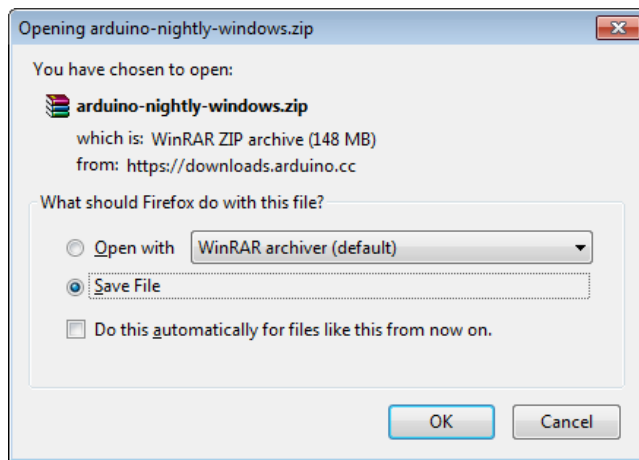 Opening arduino-nightly-windows.zip
You have chosen to open:
arduino-nightly-windows.zip
which is: WinRAR ZIP archive (148 MB)
from: https://downloads.arduino.cc
What should Firefox do with this file?
Open with WinRAR archiver (default)
Save File
Do this automatically for files like this from now on.
OK Cancel